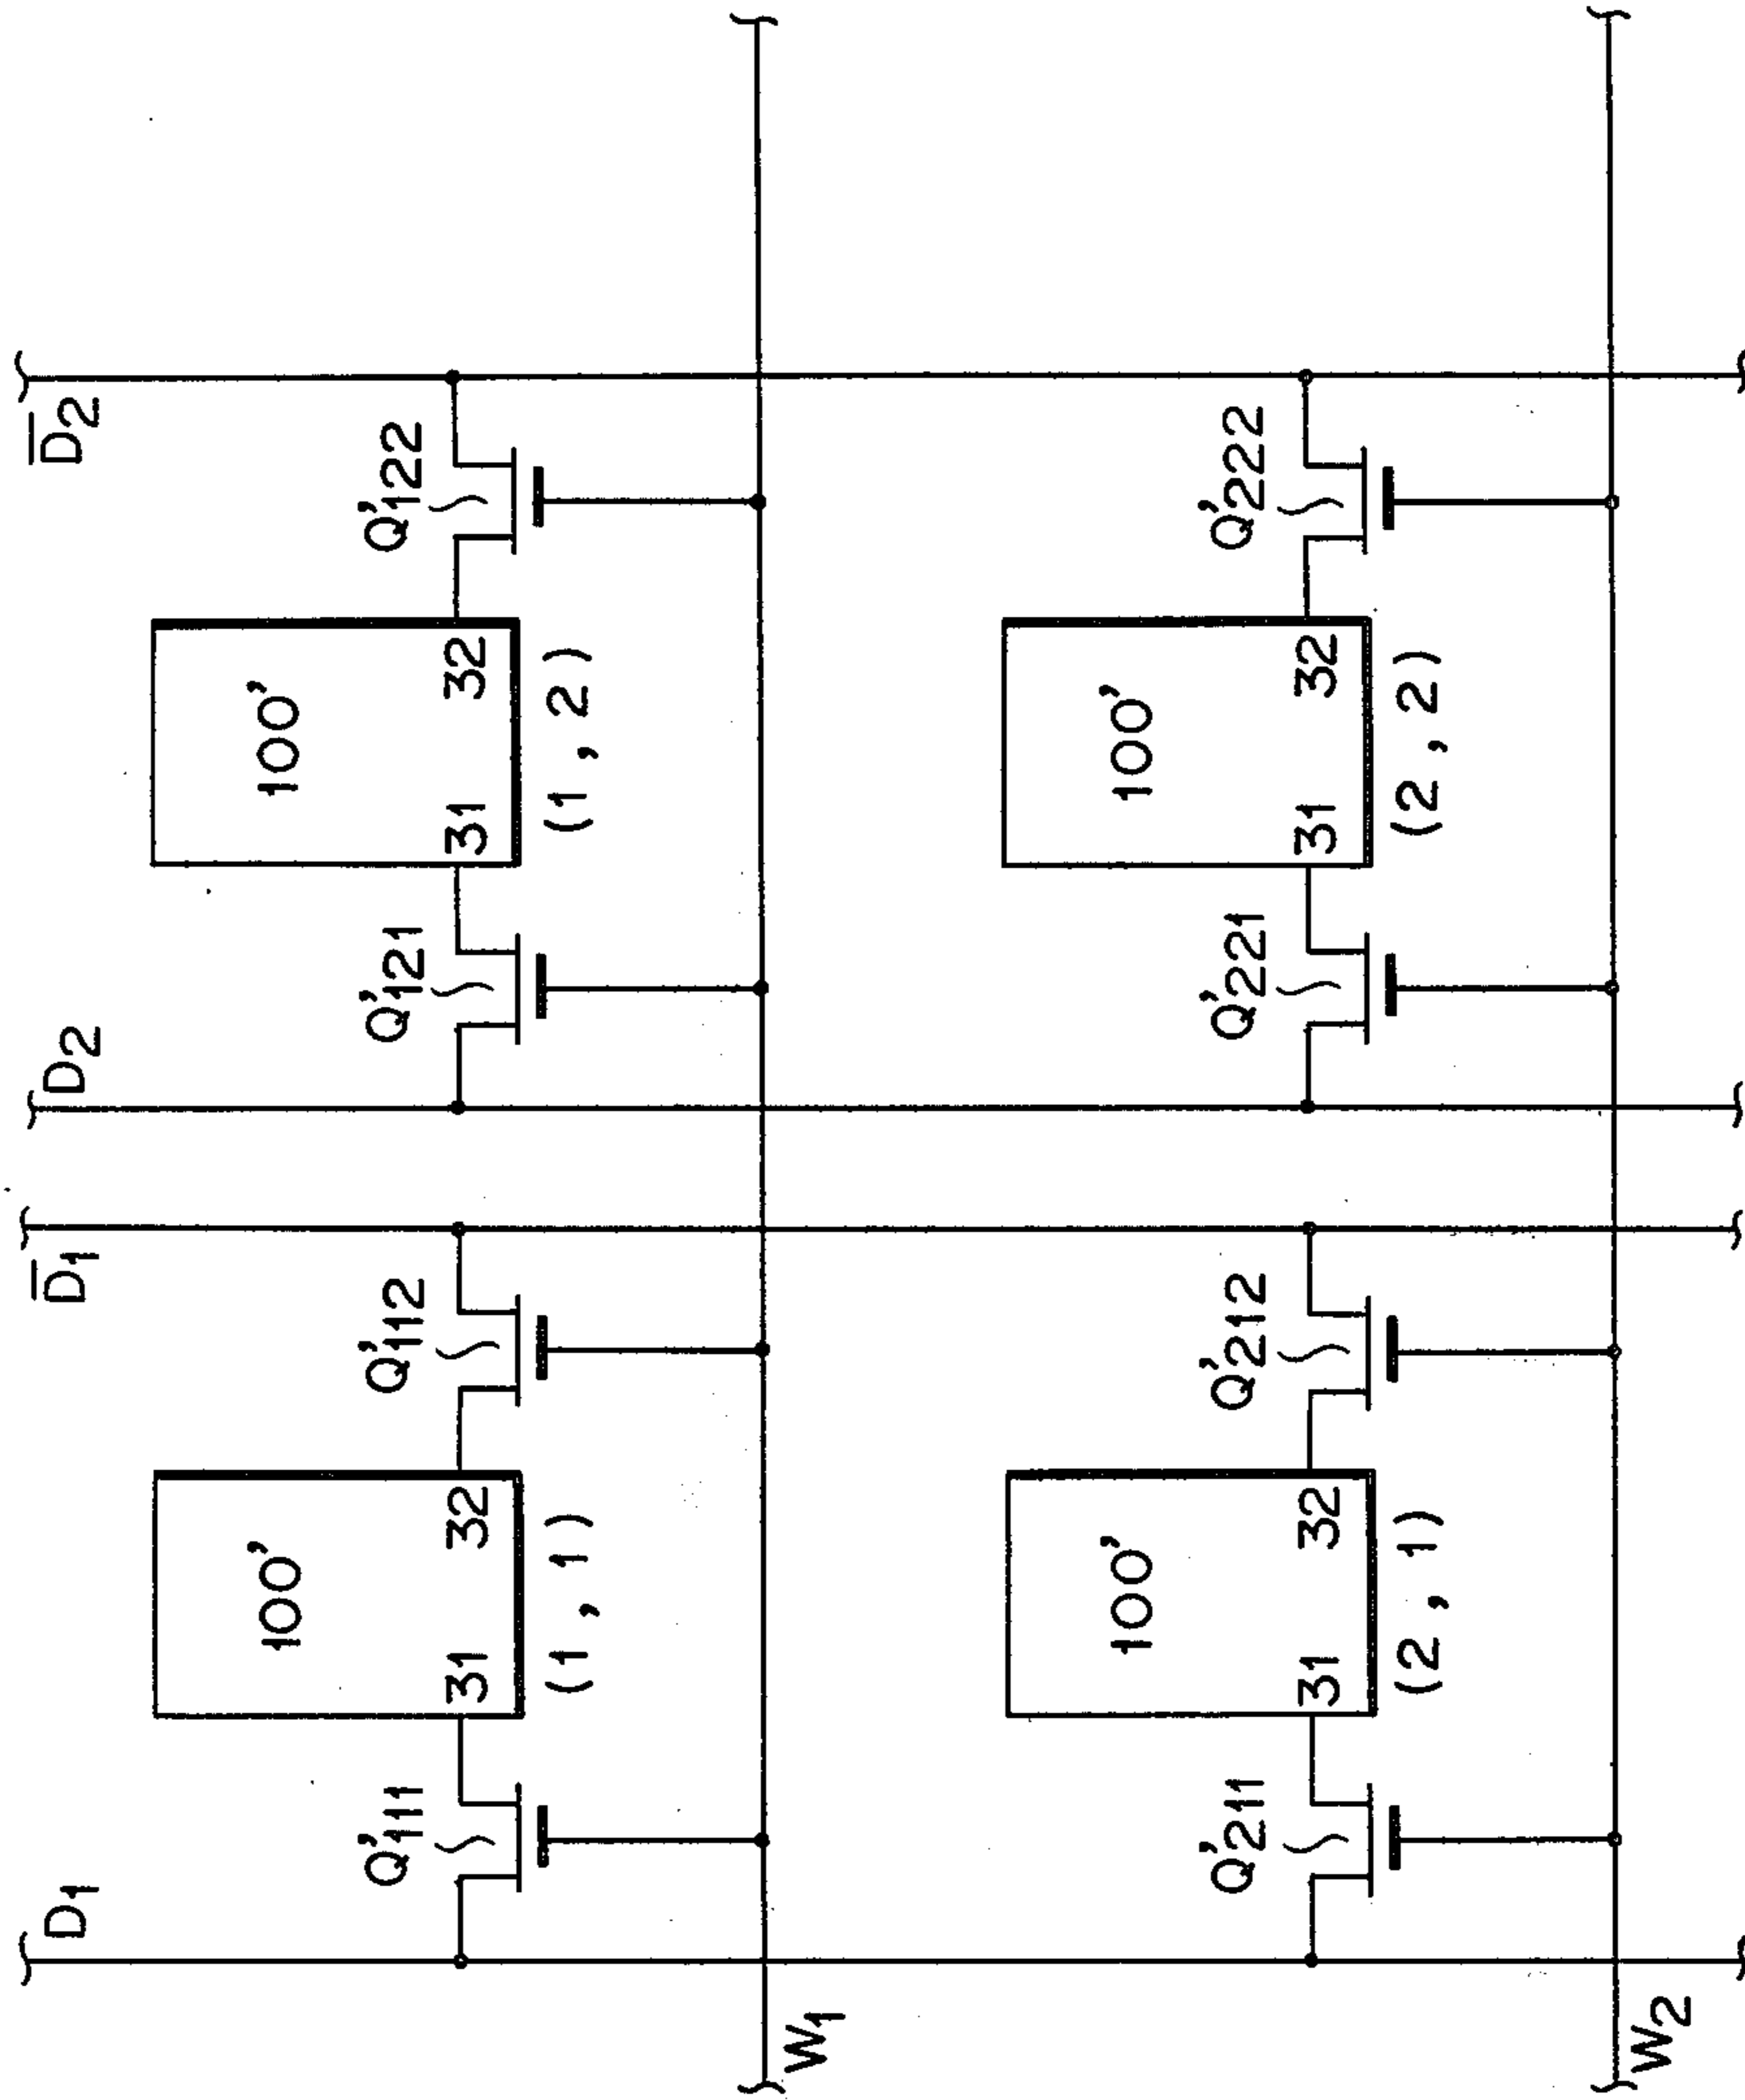 D1
D̅1
D2
D̅2
Q'111
100'
Q'112
Q'121
100'
Q'122
31 32
31 32
(1,1)
(1,2)
W1
Q'211
100'
Q'212
Q'221
100'
Q'222
31 32
31 32
(2,1)
(2,2)
W2